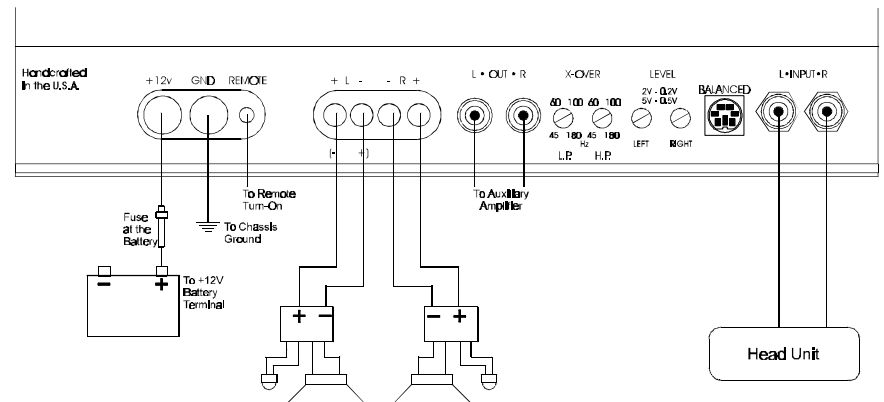 Handcrafted
in the U.S.A.
+12v GND REMOTE
+ L - - R +
(- +)
L • OUT • R
X-OVER
60 100 60 100
45 180 45 180
Hz
L.P. H.P.
LEVEL
2V - 0.2V
5V - 0.5V
LEFT RIGHT
BALANCED
L•INPUT•R
To Remote
Turn-On
To Auxilliary
Amplifier
Fuse
at the
Battery
To Chassis
Ground
- +
To +12V
Battery
Terminal
+ -
- +
Head Unit